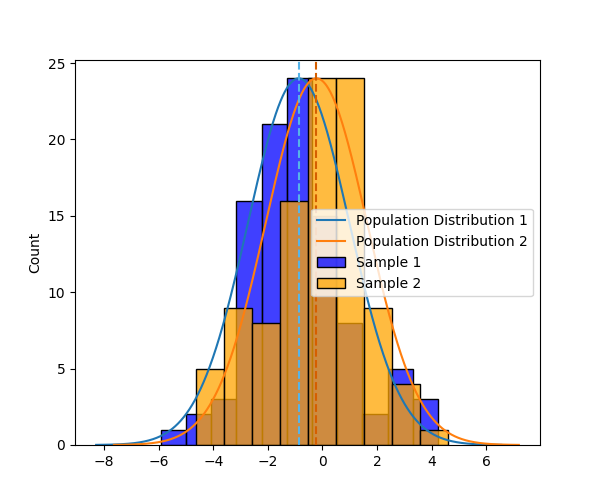 25
20
15
10
5
0
Count
Population Distribution 1
Population Distribution 2
Sample 1
Sample 2
−8 −6 −4 −2 0 2 4 6